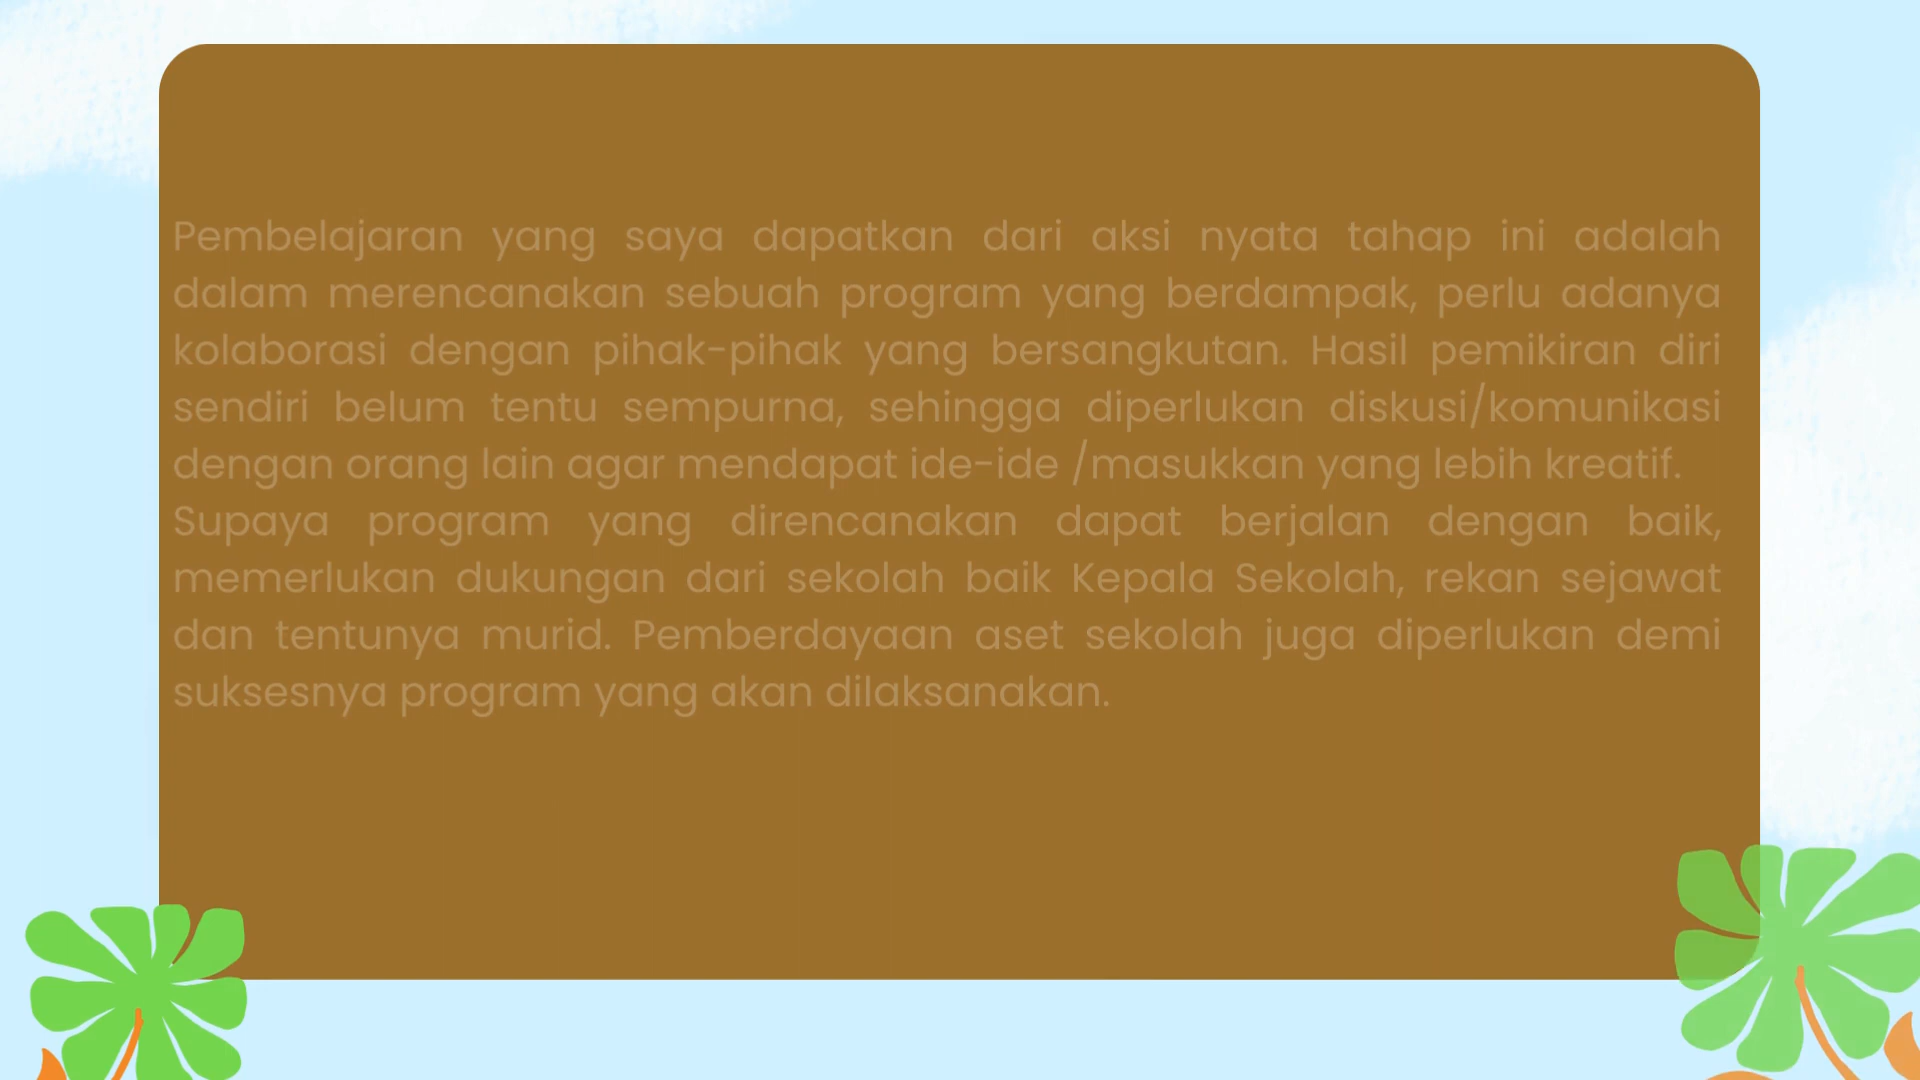 Pembelajaran yang saya dapatkan dari aksi nyata tahap ini adalah
dalam merencanakan sebuah program yang berdampak, perlu adanya
kolaborasi dengan pihak-pihak yang bersangkutan. Hasil pemikiran diri
sendiri belum tentu sempurna, sehingga diperlukan diskusi/komunikasi
dengan orang lain agar mendapat ide-ide /masukkan yang lebih kreatif.
Supaya program yang direncanakan dapat berjalan dengan baik,
memerlukan dukungan dari sekolah baik Kepala Sekolah, rekan sejawat
dan tentunya murid. Pemberdayaan aset sekolah juga diperlukan demi
suksesnya program yang akan dilaksanakan.